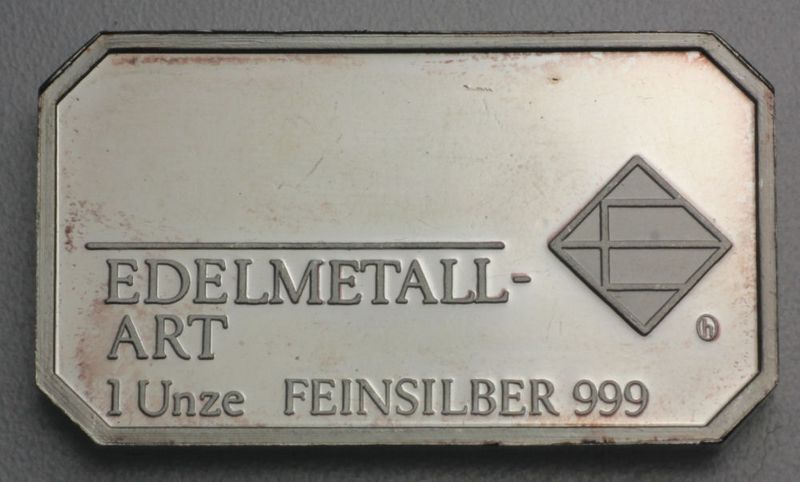 EDELMETALL-
ART
1 Unze FEINSILBER 999
h